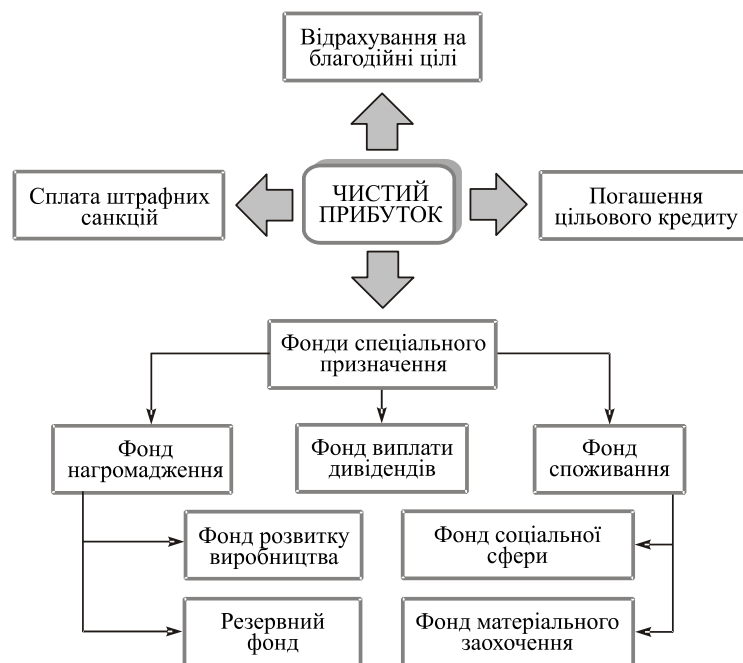 Відрахування на
благодійні цілі
Сплата штрафних
санкцій
ЧИСТИЙ
ПРИБУТОК
Погашення
цільового кредиту
Фонди спеціального
призначення
Фонд
нагромадження
Фонд виплати
дивідендів
Фонд
споживання
Фонд розвитку
виробництва
Фонд соціальної
сфери
Резервний
фонд
Фонд матеріального
заохочення